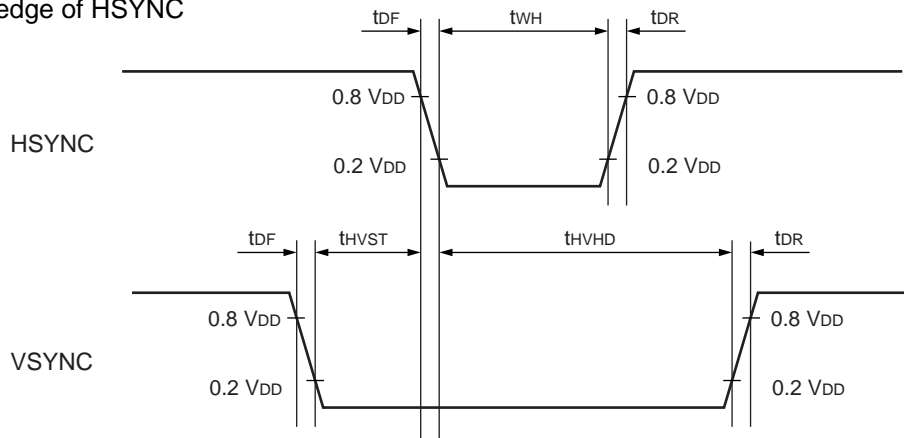 edge of HSYNC
tDF tWH tDR
0.8 VDD 0.8 VDD
HSYNC
0.2 VDD 0.2 VDD
tDF tHVST tHVHD tDR
0.8 VDD 0.8 VDD
VSYNC
0.2 VDD 0.2 VDD